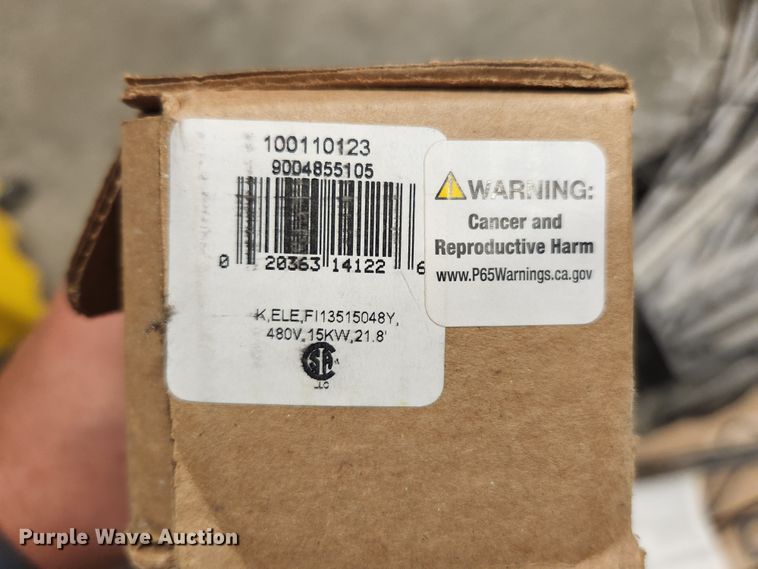 100110123
9004855105
0 20363 14122 6
K,ELE,FI13515048Y,
480V,15KW,21.8'
WARNING:
Cancer and
Reproductive Harm
www.P65Warnings.ca.gov
Purple Wave Auction